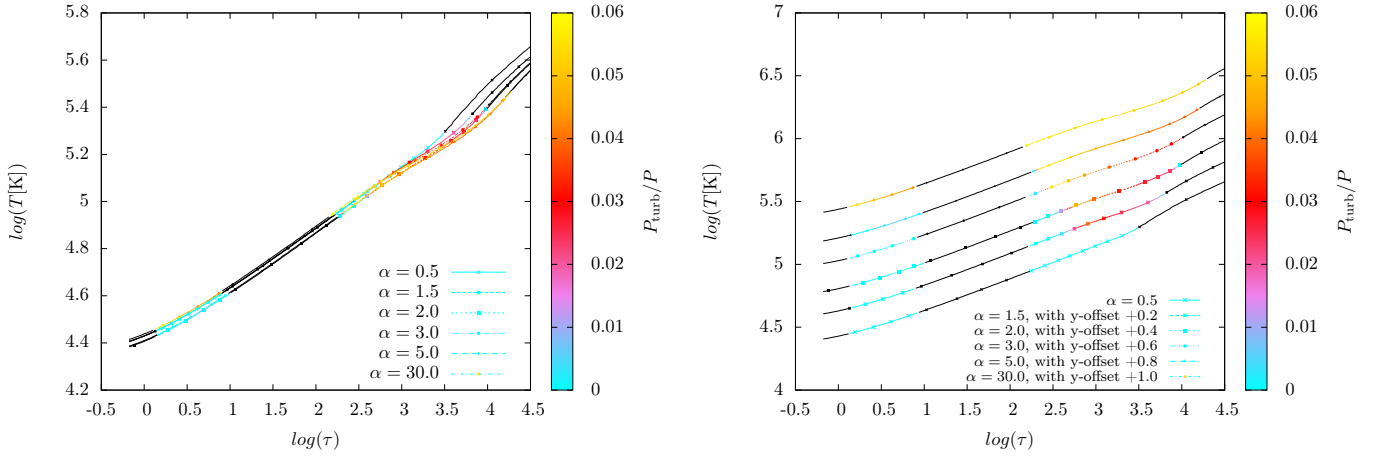 5.8
5.6
5.4
5.2
5
4.8
4.6
4.4
4.2
log(T[K])
-0.5
0
0.5
1
1.5
2
2.5
3
3.5
4
4.5
log(τ)
α = 0.5
α = 1.5
α = 2.0
α = 3.0
α = 5.0
α = 30.0
0.06
0.05
0.04
0.03
0.02
0.01
0
P_turb/P
7
6.5
6
5.5
5
4.5
4
log(T[K])
-0.5
0
0.5
1
1.5
2
2.5
3
3.5
4
4.5
log(τ)
α = 0.5
α = 1.5, with y-offset +0.2
α = 2.0, with y-offset +0.4
α = 3.0, with y-offset +0.6
α = 5.0, with y-offset +0.8
α = 30.0, with y-offset +1.0
0.06
0.05
0.04
0.03
0.02
0.01
0
P_turb/P